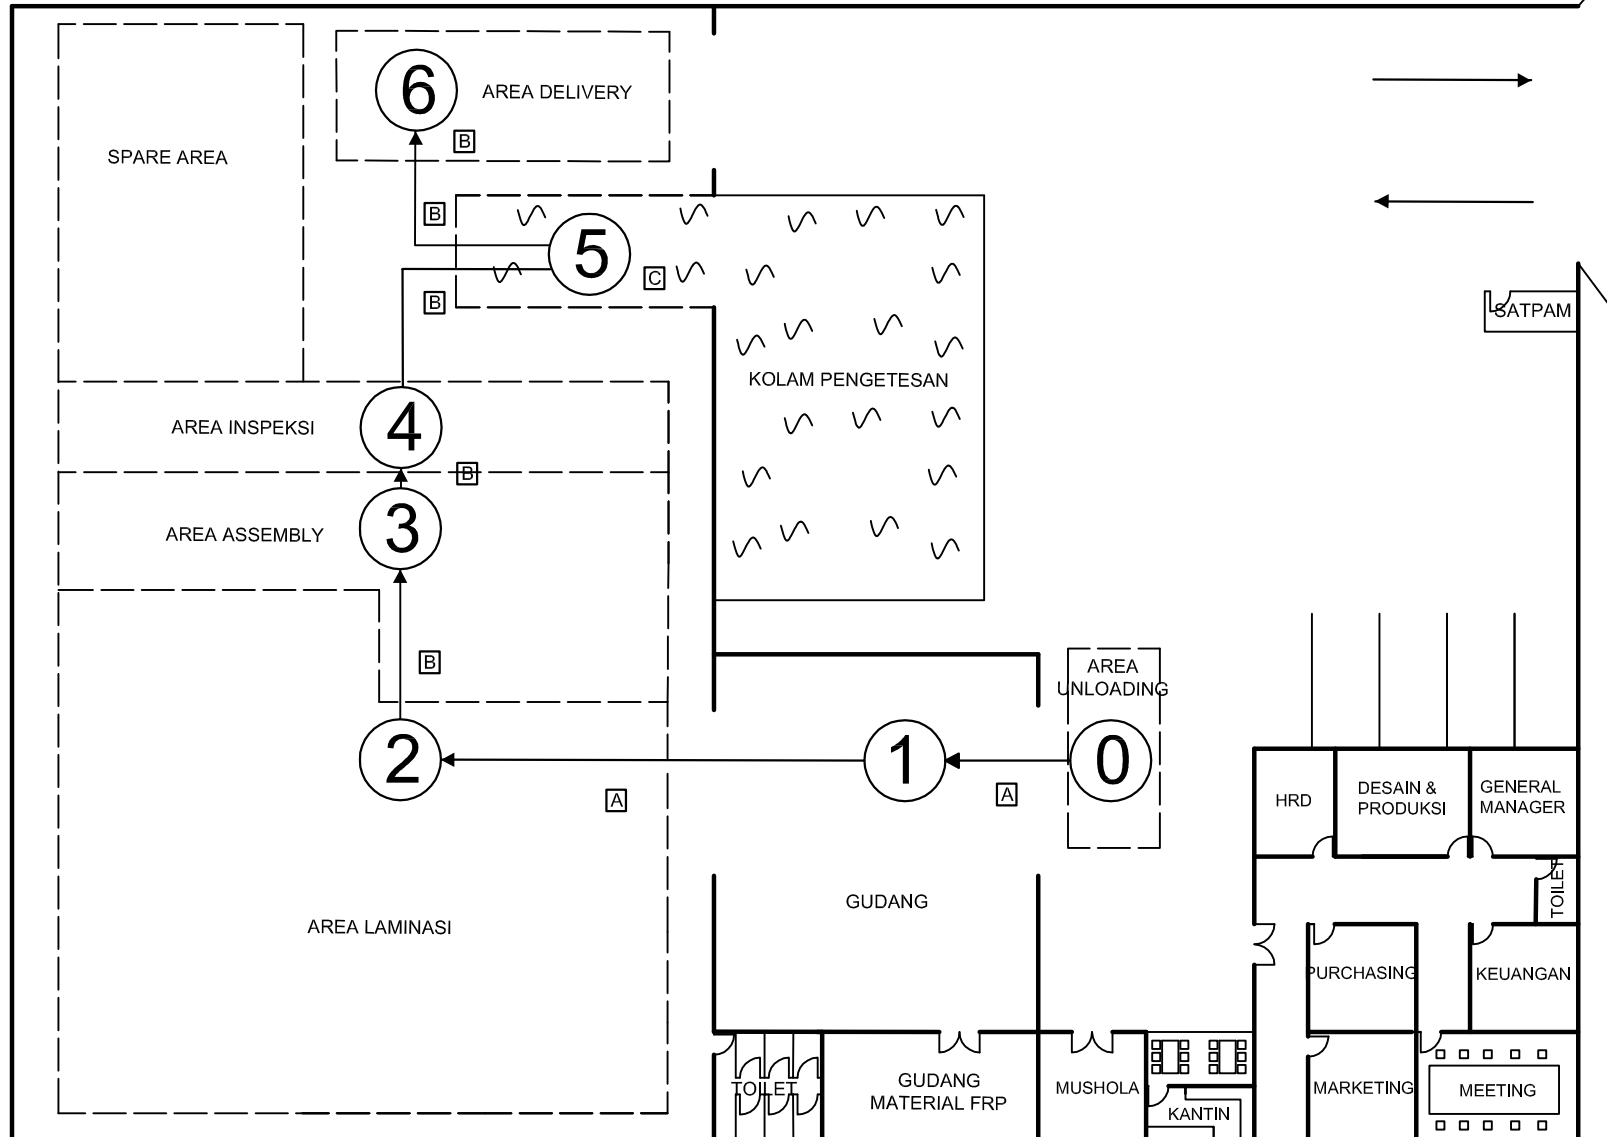 6
AREA DELIVERY
B
SPARE AREA
B
5
C
B
SATPAM
KOLAM PENGETESAN
AREA INSPEKSI
4
B
AREA ASSEMBLY
3
B
AREA
UNLOADING
2
1
0
A
A
HRD
DESAIN &
PRODUKSI
GENERAL
MANAGER
TOILET
GUDANG
AREA LAMINASI
PURCHASING
KEUANGAN
TOILET
GUDANG
MATERIAL FRP
MUSHOLA
KANTIN
MARKETING
MEETING